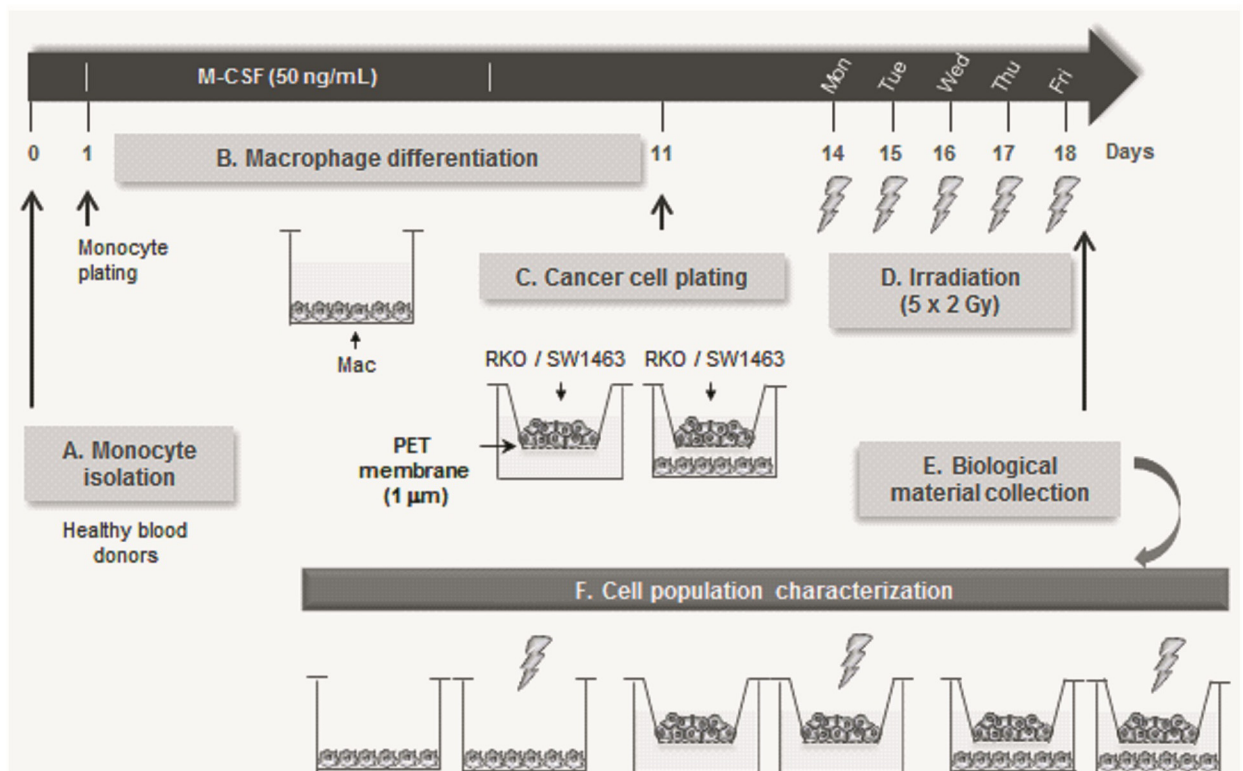 M-CSF (50 ng/mL)
Mon
Tue
Wed
Thu
Fri
0
1
B. Macrophage differentiation
11
14
15
16
17
18
Days
Monocyte
plating
Mac
C. Cancer cell plating
D. Irradiation
(5 x 2 Gy)
RKO / SW1463
RKO / SW1463
PET
membrane
(1 μm)
A. Monocyte
isolation
Healthy blood
donors
E. Biological
material collection
F. Cell population characterization